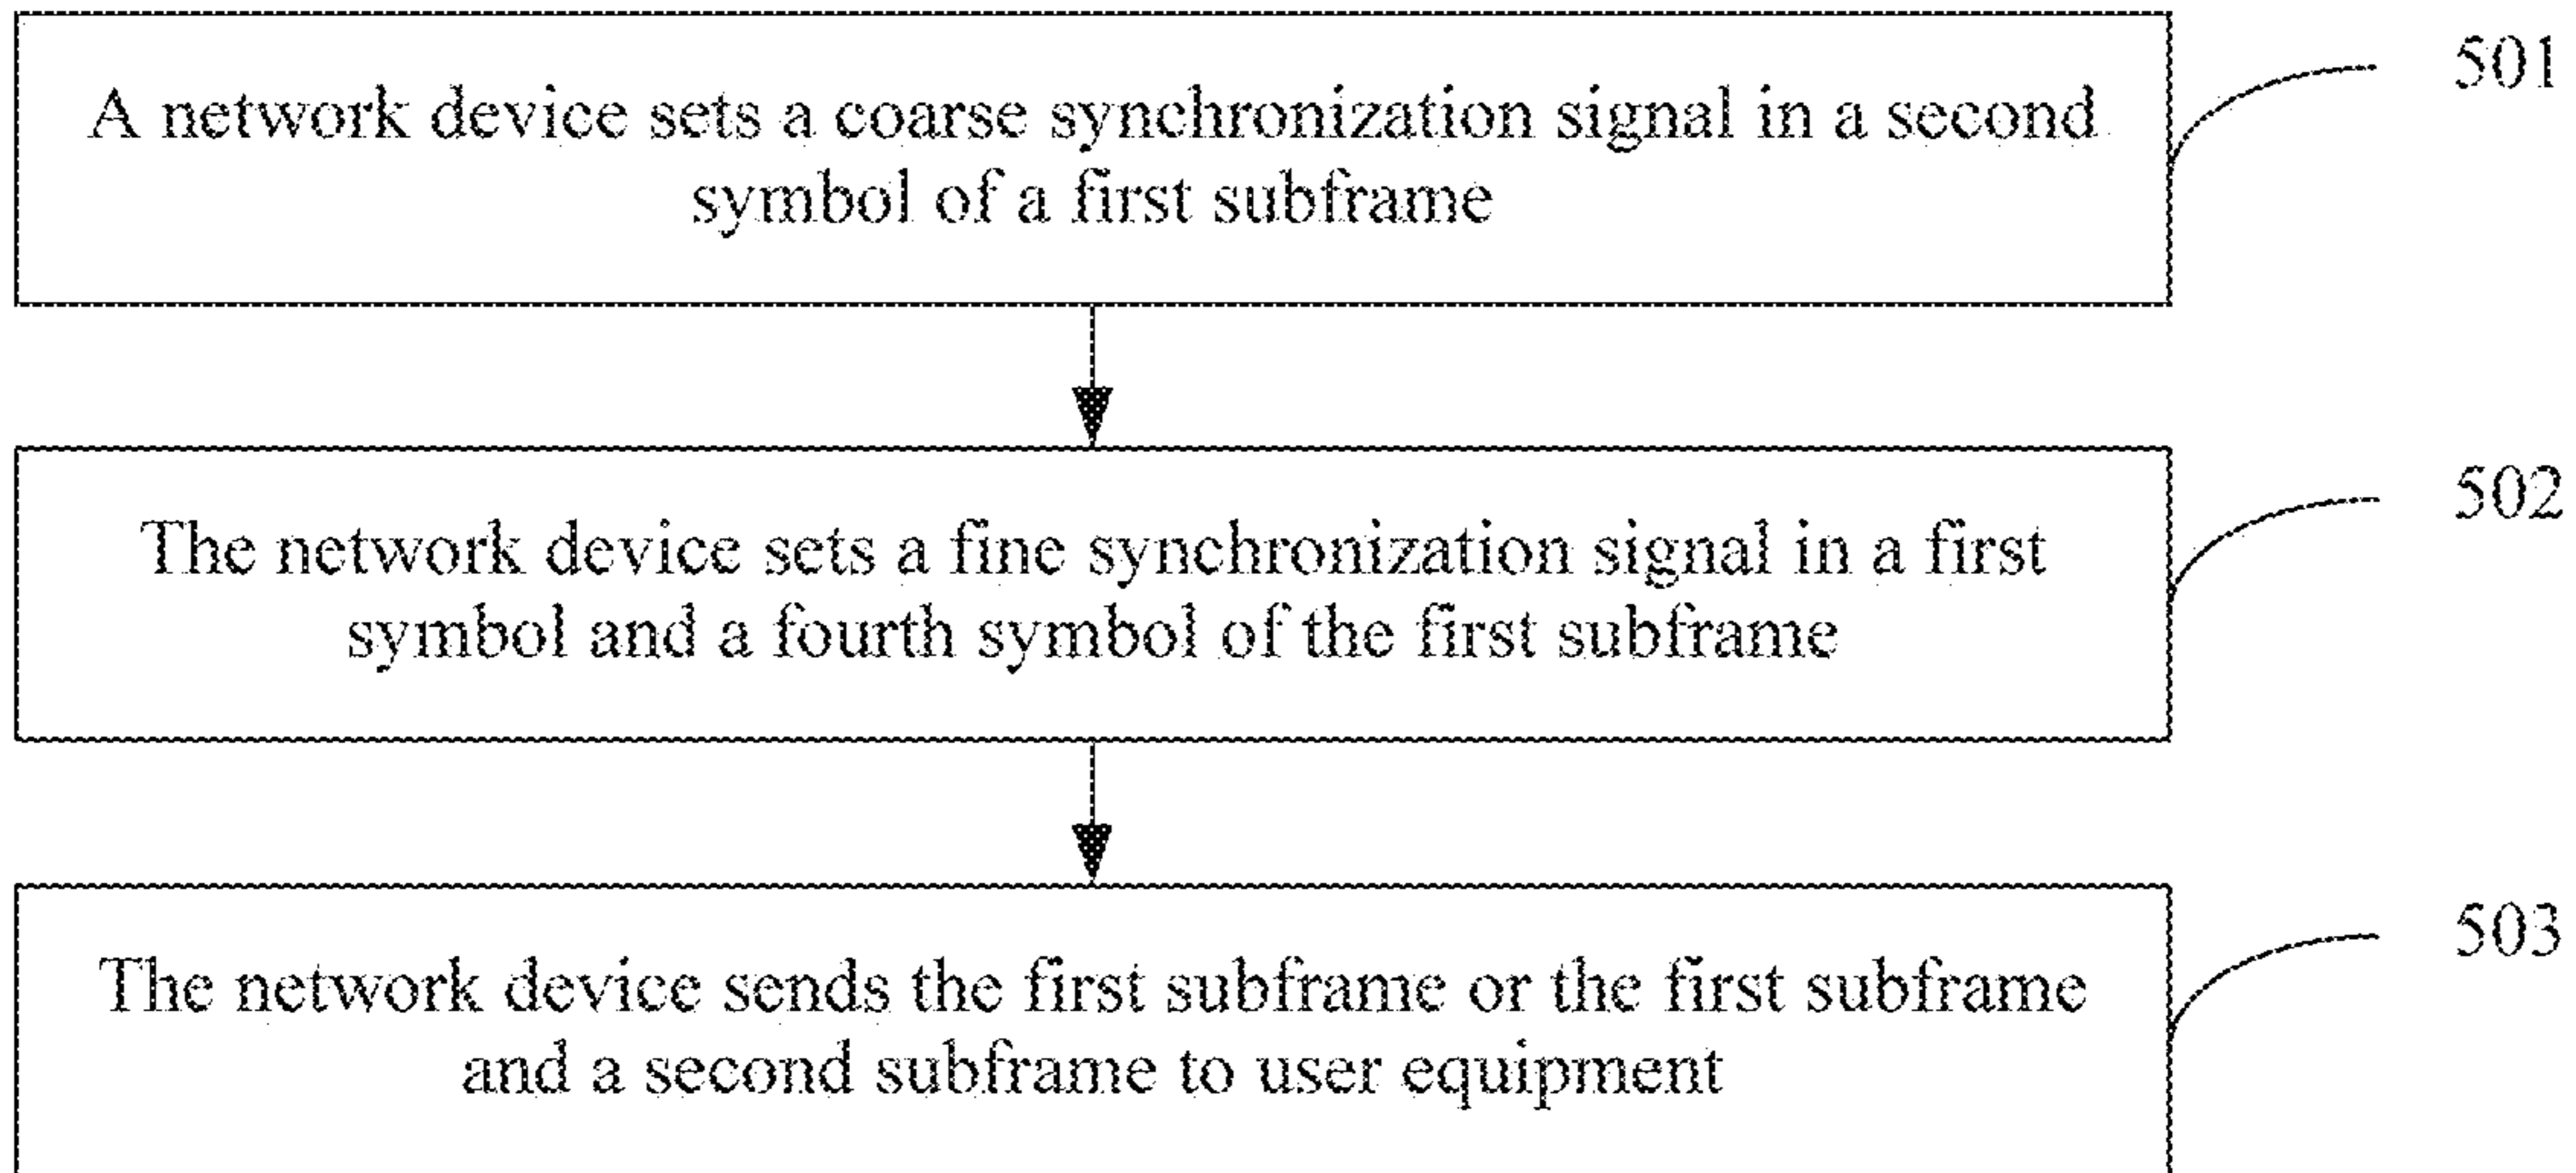 A network device sets a coarse synchronization signal in a second
symbol of a first subframe
501
The network device sets a fine synchronization signal in a first
symbol and a fourth symbol of the first subframe
502
The network device sends the first subframe or the first subframe
and a second subframe to user equipment
503